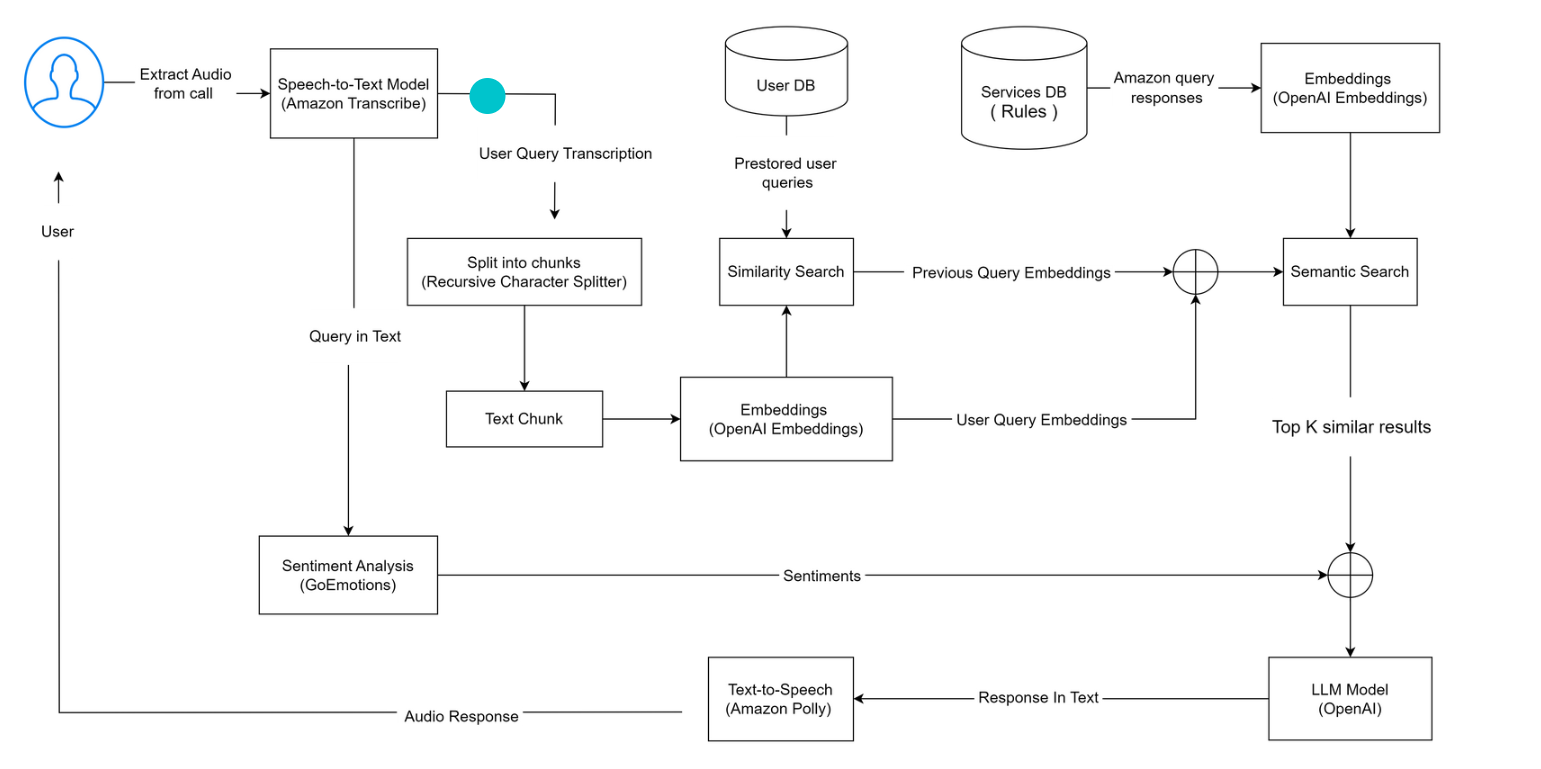 Extract Audio
from call
Speech-to-Text Model
(Amazon Transcribe)
User DB
Services DB
( Rules )
Amazon query
responses
Embeddings
(OpenAI Embeddings)
User Query Transcription
Prestored user
queries
User
Split into chunks
(Recursive Character Splitter)
Similarity Search
Previous Query Embeddings
Semantic Search
Query in Text
Text Chunk
Embeddings
(OpenAI Embeddings)
User Query Embeddings
Top K similar results
Sentiment Analysis
(GoEmotions)
Sentiments
Audio Response
Text-to-Speech
(Amazon Polly)
Response In Text
LLM Model
(OpenAI)